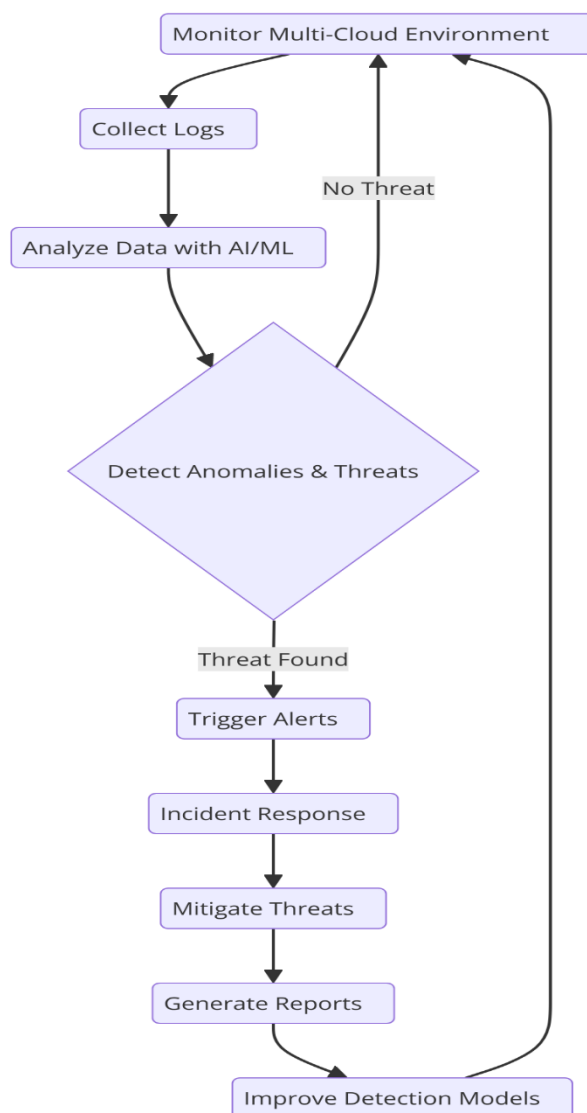 Monitor Multi-Cloud Environment
Collect Logs
No Threat
Analyze Data with AI/ML
Detect Anomalies & Threats
Threat Found
Trigger Alerts
Incident Response
Mitigate Threats
Generate Reports
Improve Detection Models